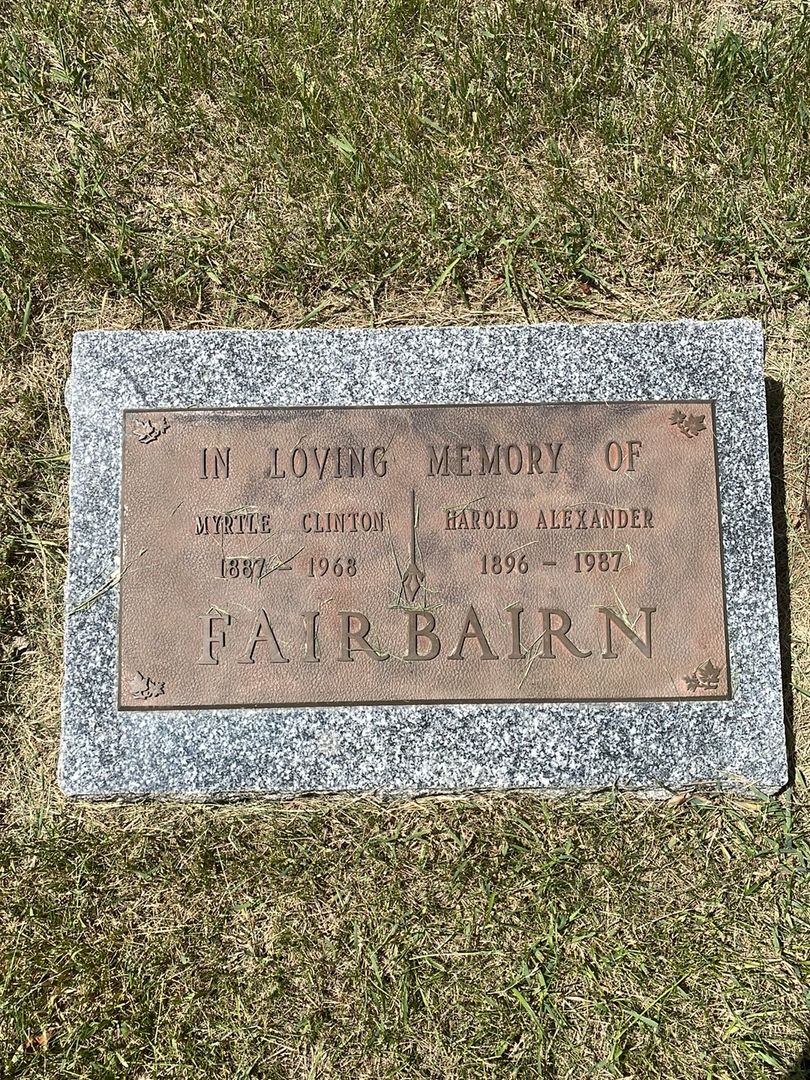 IN LOVING MEMORY OF
MYRTLE CLINTON HAROLD ALEXANDER
1887 – 1968 1896 – 1987
FAIRBAIRN